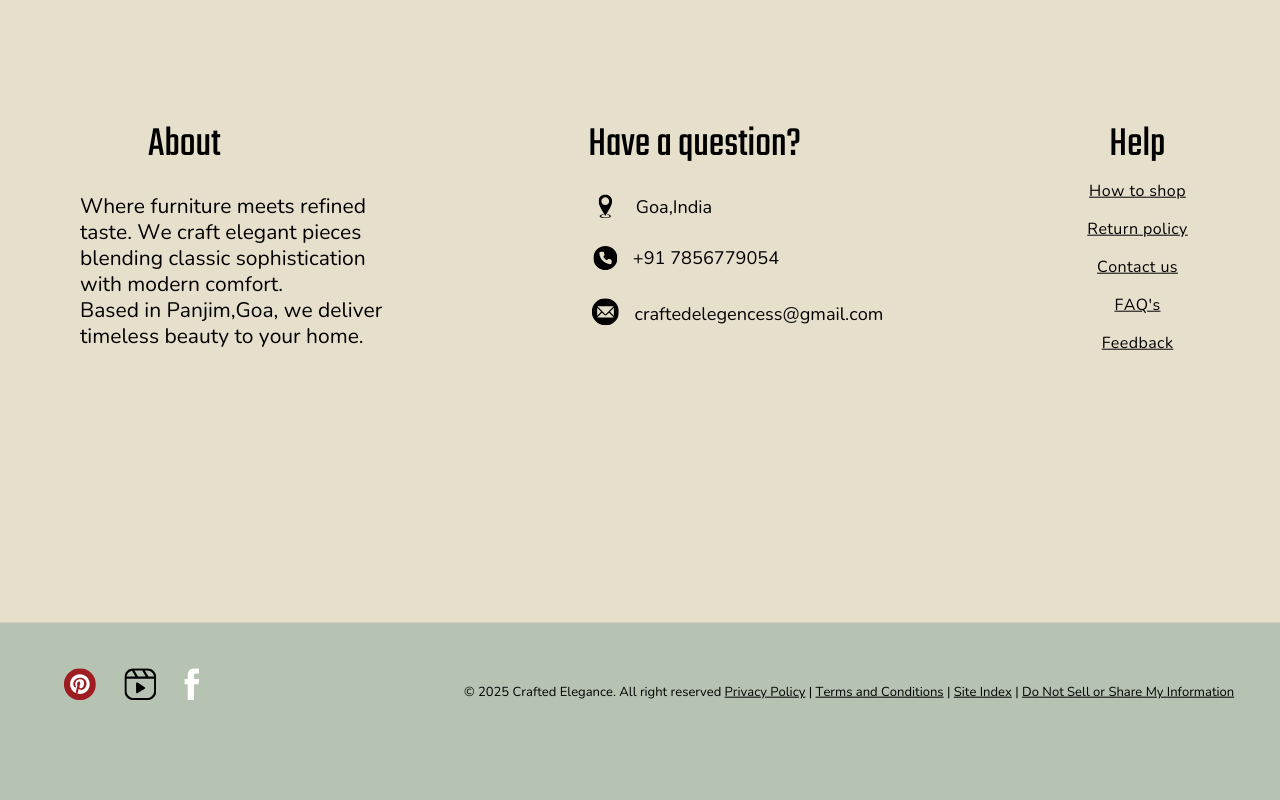 About
Where furniture meets refined
taste. We craft elegant pieces
blending classic sophistication
with modern comfort.
Based in Panjim,Goa, we deliver
timeless beauty to your home.
Have a question?
Goa,India
+91 7856779054
craftedelegencess@gmail.com
Help
How to shop
Return policy
Contact us
FAQ's
Feedback
© 2025 Crafted Elegance. All right reserved Privacy Policy | Terms and Conditions | Site Index | Do Not Sell or Share My Information